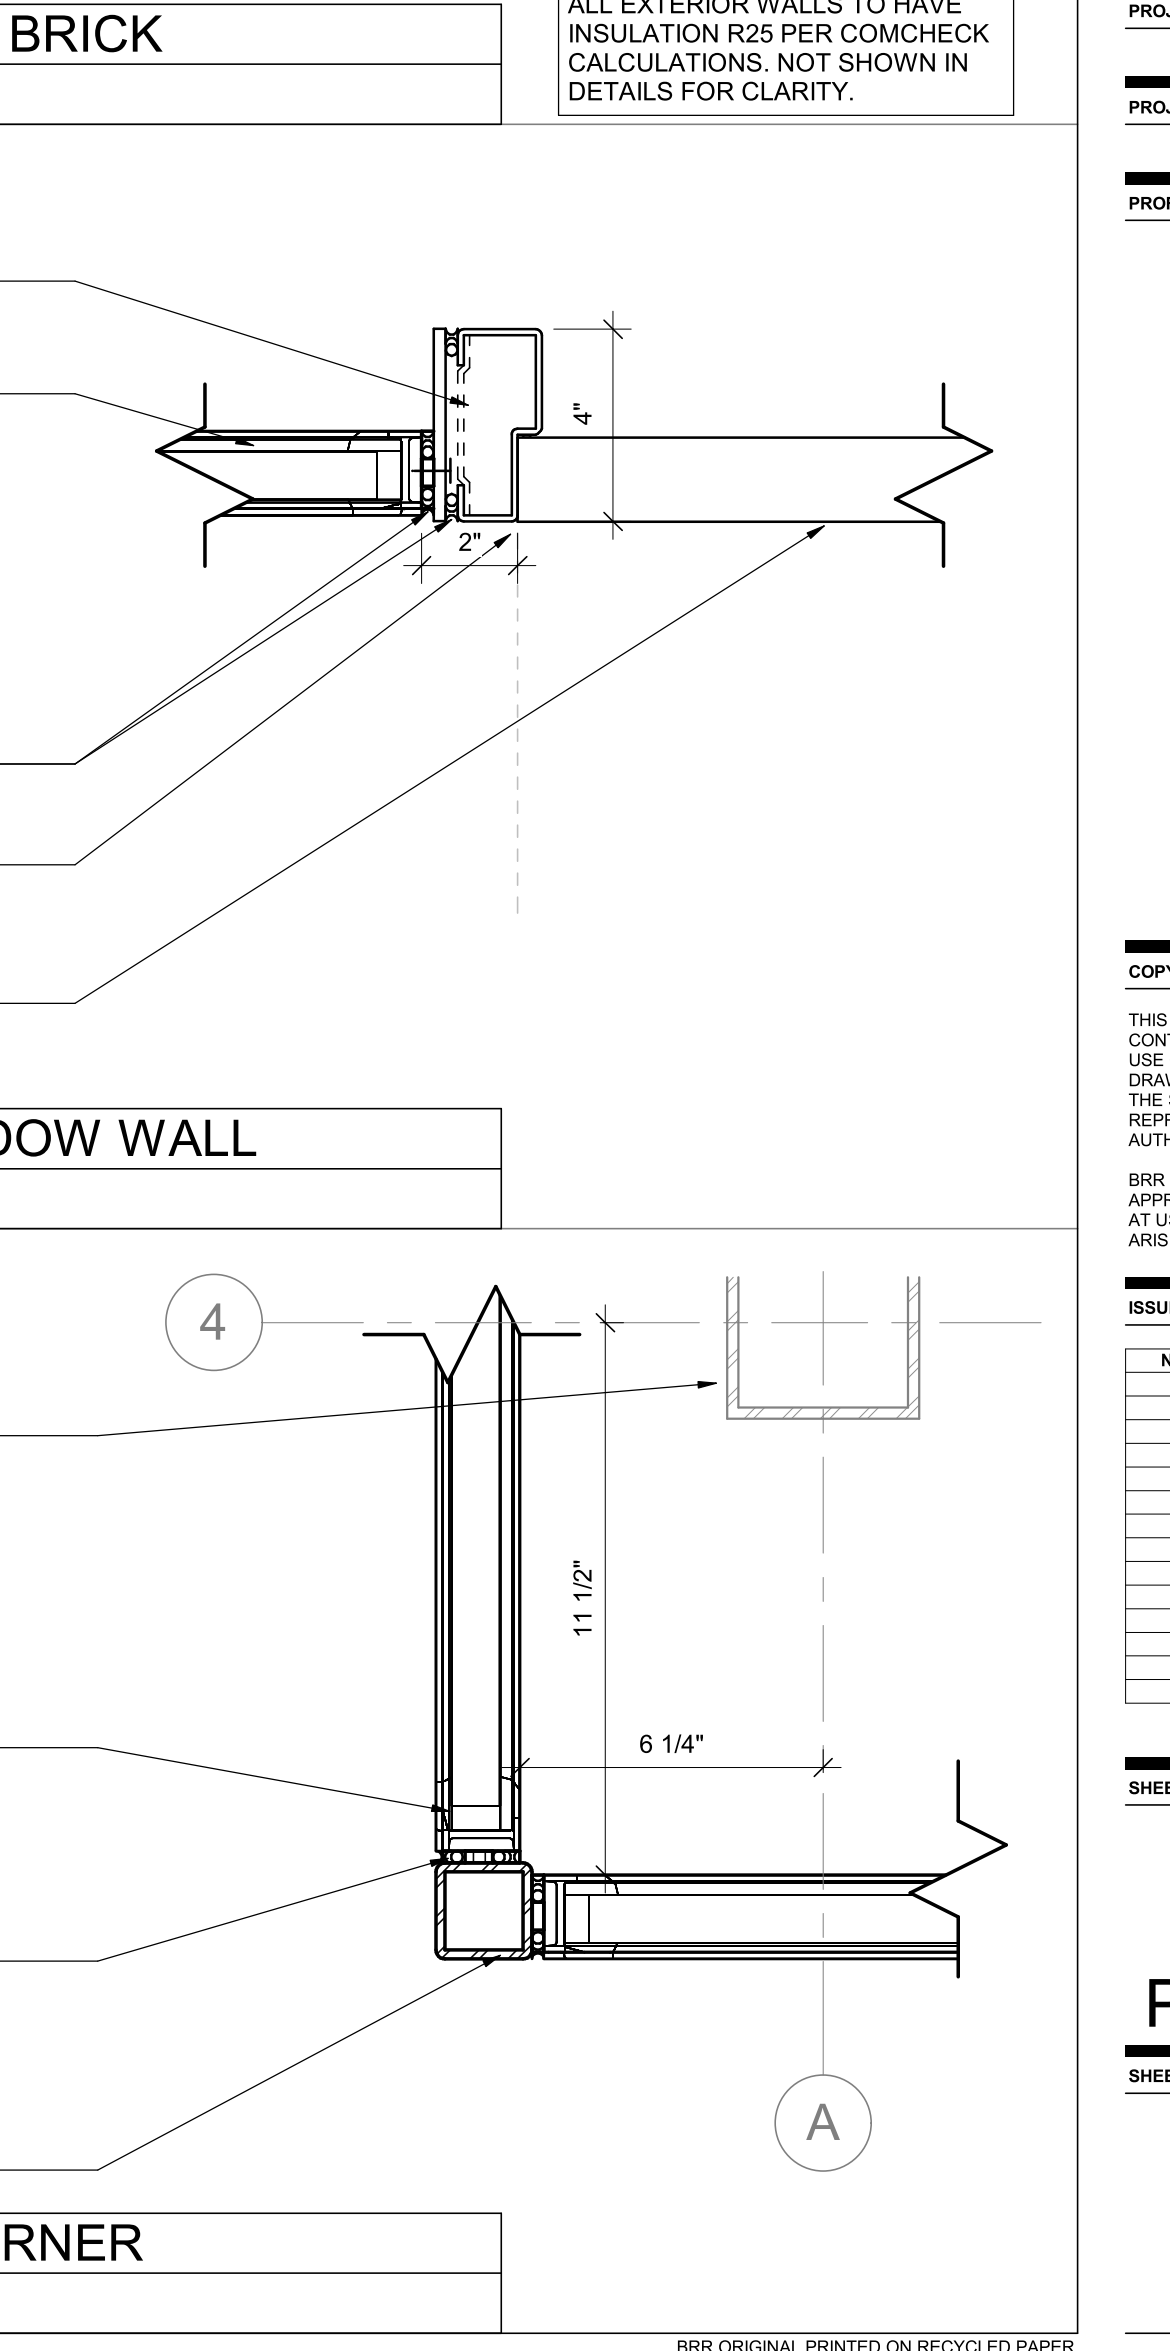 BRICK
ALL EXTERIOR WALLS TO HAVE
INSULATION R25 PER COMCHECK
CALCULATIONS. NOT SHOWN IN
DETAILS FOR CLARITY.
4"
2"
DOW WALL
4
11 1/2"
6 1/4"
A
RNER
BRR ORIGINAL PRINTED ON RECYCLED PAPER
PROJ
PROJ
PROF
COPY
THIS
CONT
USE
DRAW
THE S
REPR
AUTH
BRR
APPR
AT US
ARIS
ISSU
N
SHEE
SHEE